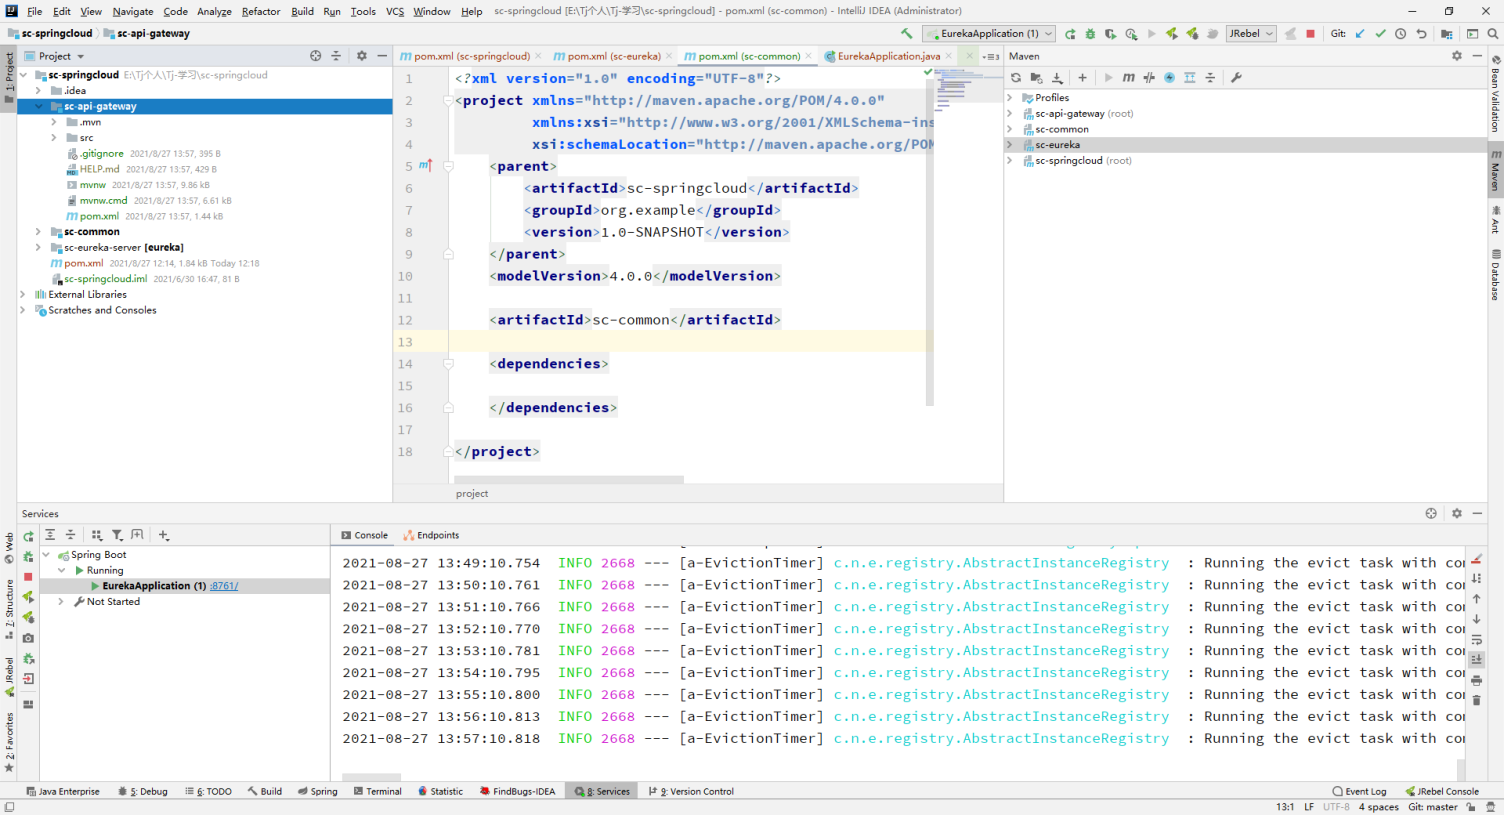 File Edit View Navigate Code Analyze Refactor Build Run Tools VCS Window Help sc-springcloud [E:\Tj个人\Tj-学习\sc-springcloud] - pom.xml (sc-common) - IntelliJ IDEA (Administrator)
sc-springcloud sc-api-gateway EurekaApplication (1) JRebel Git:
Project
pom.xml (sc-springcloud) pom.xml (sc-eureka) pom.xml (sc-common) EurekaApplication.java
Maven
1: Project
sc-springcloud E:\Tj个人\Tj-学习\sc-springcloud
.idea
sc-api-gateway
.mvn
src
.gitignore 2021/8/27 13:57, 395 B
HELP.md 2021/8/27 13:57, 429 B
mvnw 2021/8/27 13:57, 9.86 kB
mvnw.cmd 2021/8/27 13:57, 6.61 kB
pom.xml 2021/8/27 13:57, 1.44 kB
sc-common
sc-eureka-server [eureka]
pom.xml 2021/8/27 12:14, 1.84 kB Today 12:18
sc-springcloud.iml 2021/6/30 16:47, 81 B
External Libraries
Scratches and Consoles
1 <?xml version="1.0" encoding="UTF-8"?>
2 <project xmlns="http://maven.apache.org/POM/4.0.0"
3 xmlns:xsi="http://www.w3.org/2001/XMLSchema-ins
4 xsi:schemaLocation="http://maven.apache.org/POM
5 <parent>
6 <artifactId>sc-springcloud</artifactId>
7 <groupId>org.example</groupId>
8 <version>1.0-SNAPSHOT</version>
9 </parent>
10 <modelVersion>4.0.0</modelVersion>
11
12 <artifactId>sc-common</artifactId>
13
14 <dependencies>
15
16 </dependencies>
17
18 </project>
project
Profiles
sc-api-gateway (root)
sc-common
sc-eureka
sc-springcloud (root)
Bean Validation
Maven
Ant
Database
Services
Web
Z: Structure
JRebel
2: Favorites
Spring Boot
Running
EurekaApplication (1) :8761/
Not Started
Console Endpoints
2021-08-27 13:49:10.754 INFO 2668 --- [a-EvictionTimer] c.n.e.registry.AbstractInstanceRegistry : Running the evict task with co
2021-08-27 13:50:10.761 INFO 2668 --- [a-EvictionTimer] c.n.e.registry.AbstractInstanceRegistry : Running the evict task with co
2021-08-27 13:51:10.766 INFO 2668 --- [a-EvictionTimer] c.n.e.registry.AbstractInstanceRegistry : Running the evict task with co
2021-08-27 13:52:10.770 INFO 2668 --- [a-EvictionTimer] c.n.e.registry.AbstractInstanceRegistry : Running the evict task with co
2021-08-27 13:53:10.781 INFO 2668 --- [a-EvictionTimer] c.n.e.registry.AbstractInstanceRegistry : Running the evict task with co
2021-08-27 13:54:10.795 INFO 2668 --- [a-EvictionTimer] c.n.e.registry.AbstractInstanceRegistry : Running the evict task with co
2021-08-27 13:55:10.800 INFO 2668 --- [a-EvictionTimer] c.n.e.registry.AbstractInstanceRegistry : Running the evict task with co
2021-08-27 13:56:10.813 INFO 2668 --- [a-EvictionTimer] c.n.e.registry.AbstractInstanceRegistry : Running the evict task with co
2021-08-27 13:57:10.818 INFO 2668 --- [a-EvictionTimer] c.n.e.registry.AbstractInstanceRegistry : Running the evict task with co
Java Enterprise 5: Debug 6: TODO Build Spring Terminal Statistic FindBugs-IDEA 8: Services 9: Version Control Event Log JRebel Console
13:1 LF UTF-8 4 spaces Git: master